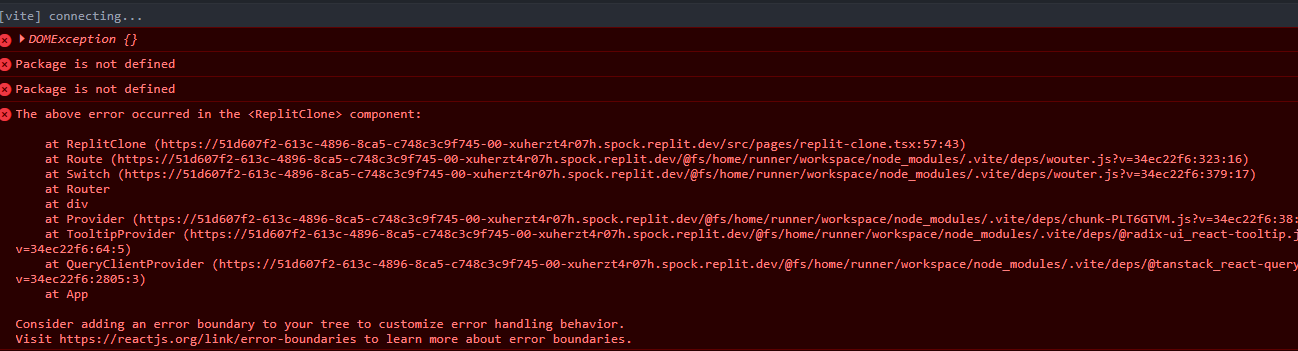 [vite] connecting...
DOMException {}
Package is not defined
Package is not defined
The above error occurred in the <ReplitClone> component:
at ReplitClone (https://51d607f2-613c-4896-8ca5-c748c3c9f745-00-xuherzt4r07h.spock.replit.dev/src/pages/replit-clone.tsx:57:43)
at Route (https://51d607f2-613c-4896-8ca5-c748c3c9f745-00-xuherzt4r07h.spock.replit.dev/@fs/home/runner/workspace/node_modules/.vite/deps/wouter.js?v=34ec22f6:323:16)
at Switch (https://51d607f2-613c-4896-8ca5-c748c3c9f745-00-xuherzt4r07h.spock.replit.dev/@fs/home/runner/workspace/node_modules/.vite/deps/wouter.js?v=34ec22f6:379:17)
at Router
at div
at Provider (https://51d607f2-613c-4896-8ca5-c748c3c9f745-00-xuherzt4r07h.spock.replit.dev/@fs/home/runner/workspace/node_modules/.vite/deps/chunk-PLT6GTVM.js?v=34ec22f6:38:
at TooltipProvider (https://51d607f2-613c-4896-8ca5-c748c3c9f745-00-xuherzt4r07h.spock.replit.dev/@fs/home/runner/workspace/node_modules/.vite/deps/@radix-ui_react-tooltip.j
v=34ec22f6:64:5)
at QueryClientProvider (https://51d607f2-613c-4896-8ca5-c748c3c9f745-00-xuherzt4r07h.spock.replit.dev/@fs/home/runner/workspace/node_modules/.vite/deps/@tanstack_react-query
v=34ec22f6:2805:3)
at App
Consider adding an error boundary to your tree to customize error handling behavior.
Visit https://reactjs.org/link/error-boundaries to learn more about error boundaries.